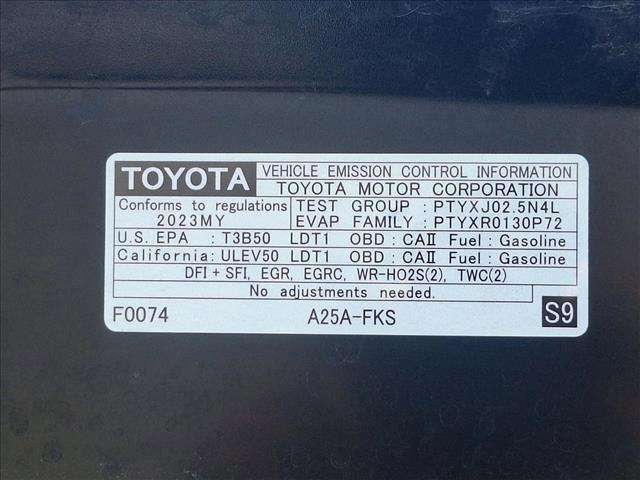 TOYOTA VEHICLE EMISSION CONTROL INFORMATION
TOYOTA MOTOR CORPORATION
Conforms to regulations TEST GROUP : PTYXJ02.5N4L
2023MY EVAP FAMILY : PTYXR0130P72
U.S. EPA : T3B50 LDT1 OBD : CAⅡ Fuel : Gasoline
California: ULEV50 LDT1 OBD : CAⅡ Fuel : Gasoline
DFI + SFI, EGR, EGRC, WR-HO2S(2), TWC(2)
No adjustments needed.
F0074 A25A-FKS S9